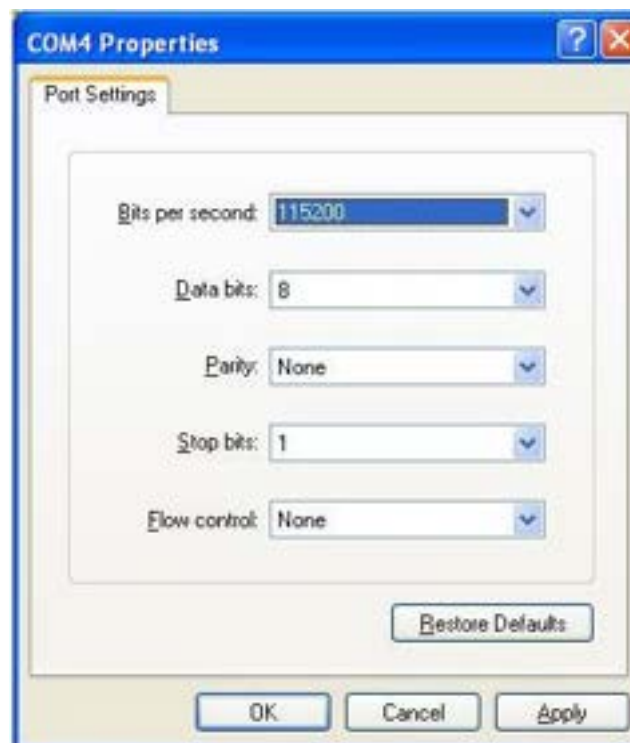 COM4 Properties
Port Settings
Bits per second: 115200
Data bits: 8
Parity: None
Stop bits: 1
Flow control: None
Restore Defaults
OK Cancel Apply